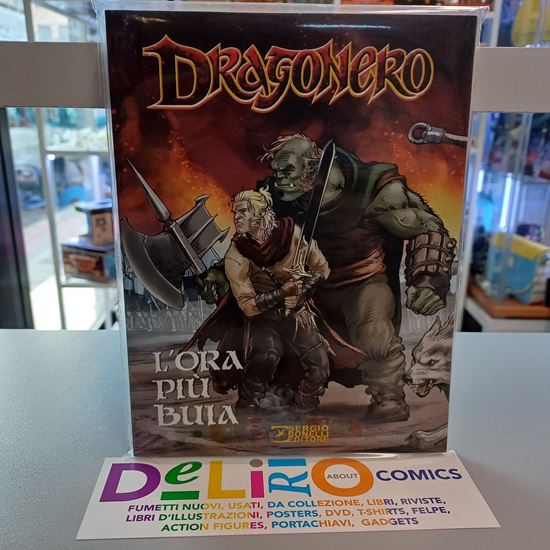 DRAGONERO
L'ORA
PIÙ
BUIA
SERGIO
BONELLI
EDITORE
DeLiRIO ABOUT COMICS
FUMETTI NUOVI, USATI, DA COLLEZIONE, LIBRI, RIVISTE,
LIBRI D'ILLUSTRAZIONI, POSTERS, DVD, T-SHIRTS, FELPE,
ACTION FIGURES, PORTACHIAVI, GADGETS